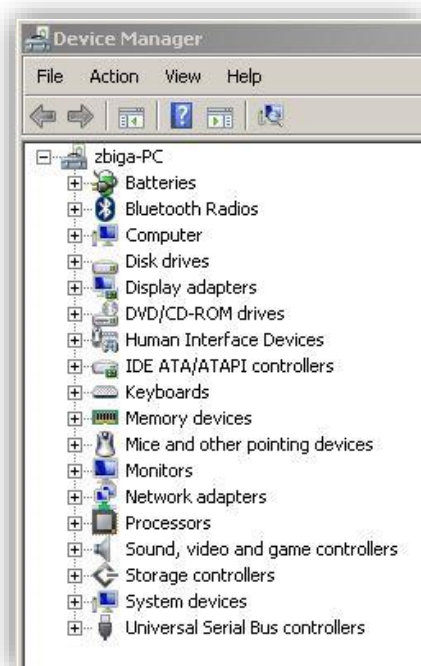 Device Manager
File Action View Help
zbiga-PC
Batteries
Bluetooth Radios
Computer
Disk drives
Display adapters
DVD/CD-ROM drives
Human Interface Devices
IDE ATA/ATAPI controllers
Keyboards
Memory devices
Mice and other pointing devices
Monitors
Network adapters
Processors
Sound, video and game controllers
Storage controllers
System devices
Universal Serial Bus controllers